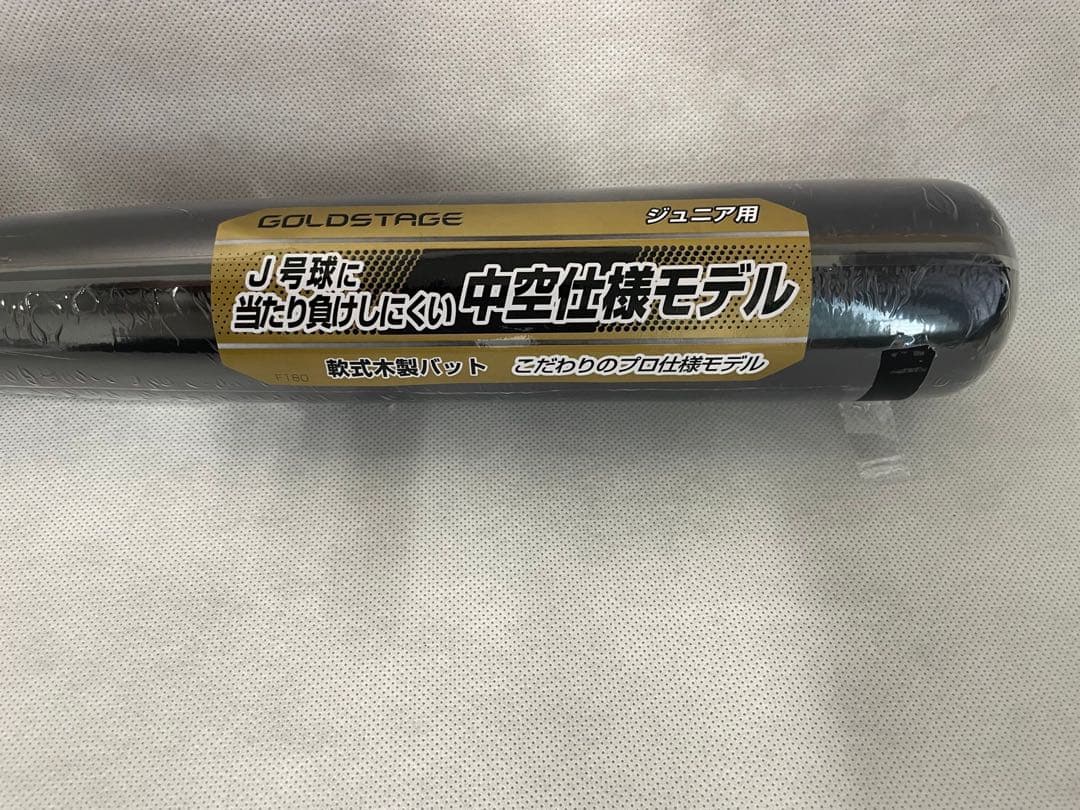 GOLDSTAGE
ジュニア用
J号球に
当たり負けしにくい
中空仕様モデル
軟式木製バット こだわりのプロ仕様モデル
FT80